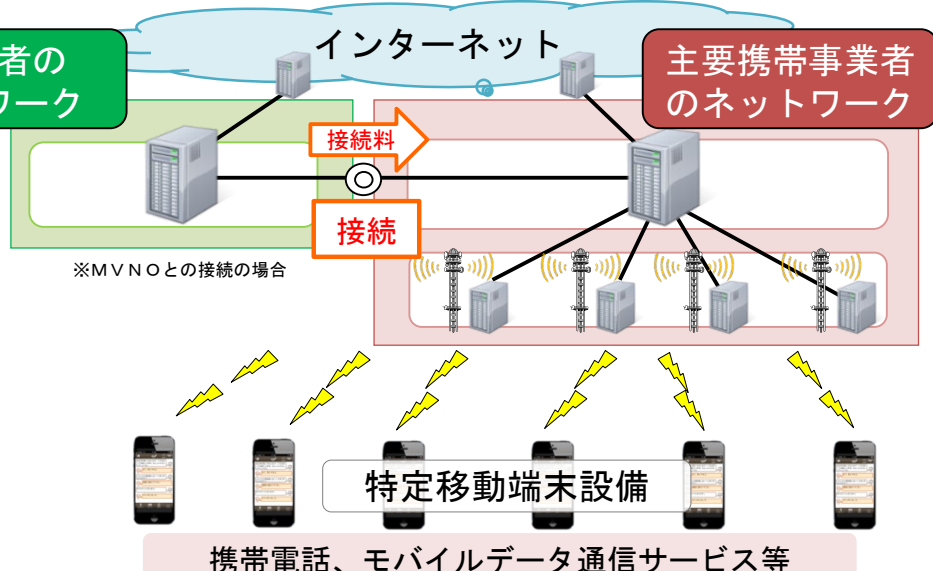 インターネット
者の
ワーク
主要携帯事業者
のネットワーク
接続料
接続
※MVNOとの接続の場合
特定移動端末設備
携帯電話、モバイルデータ通信サービス等